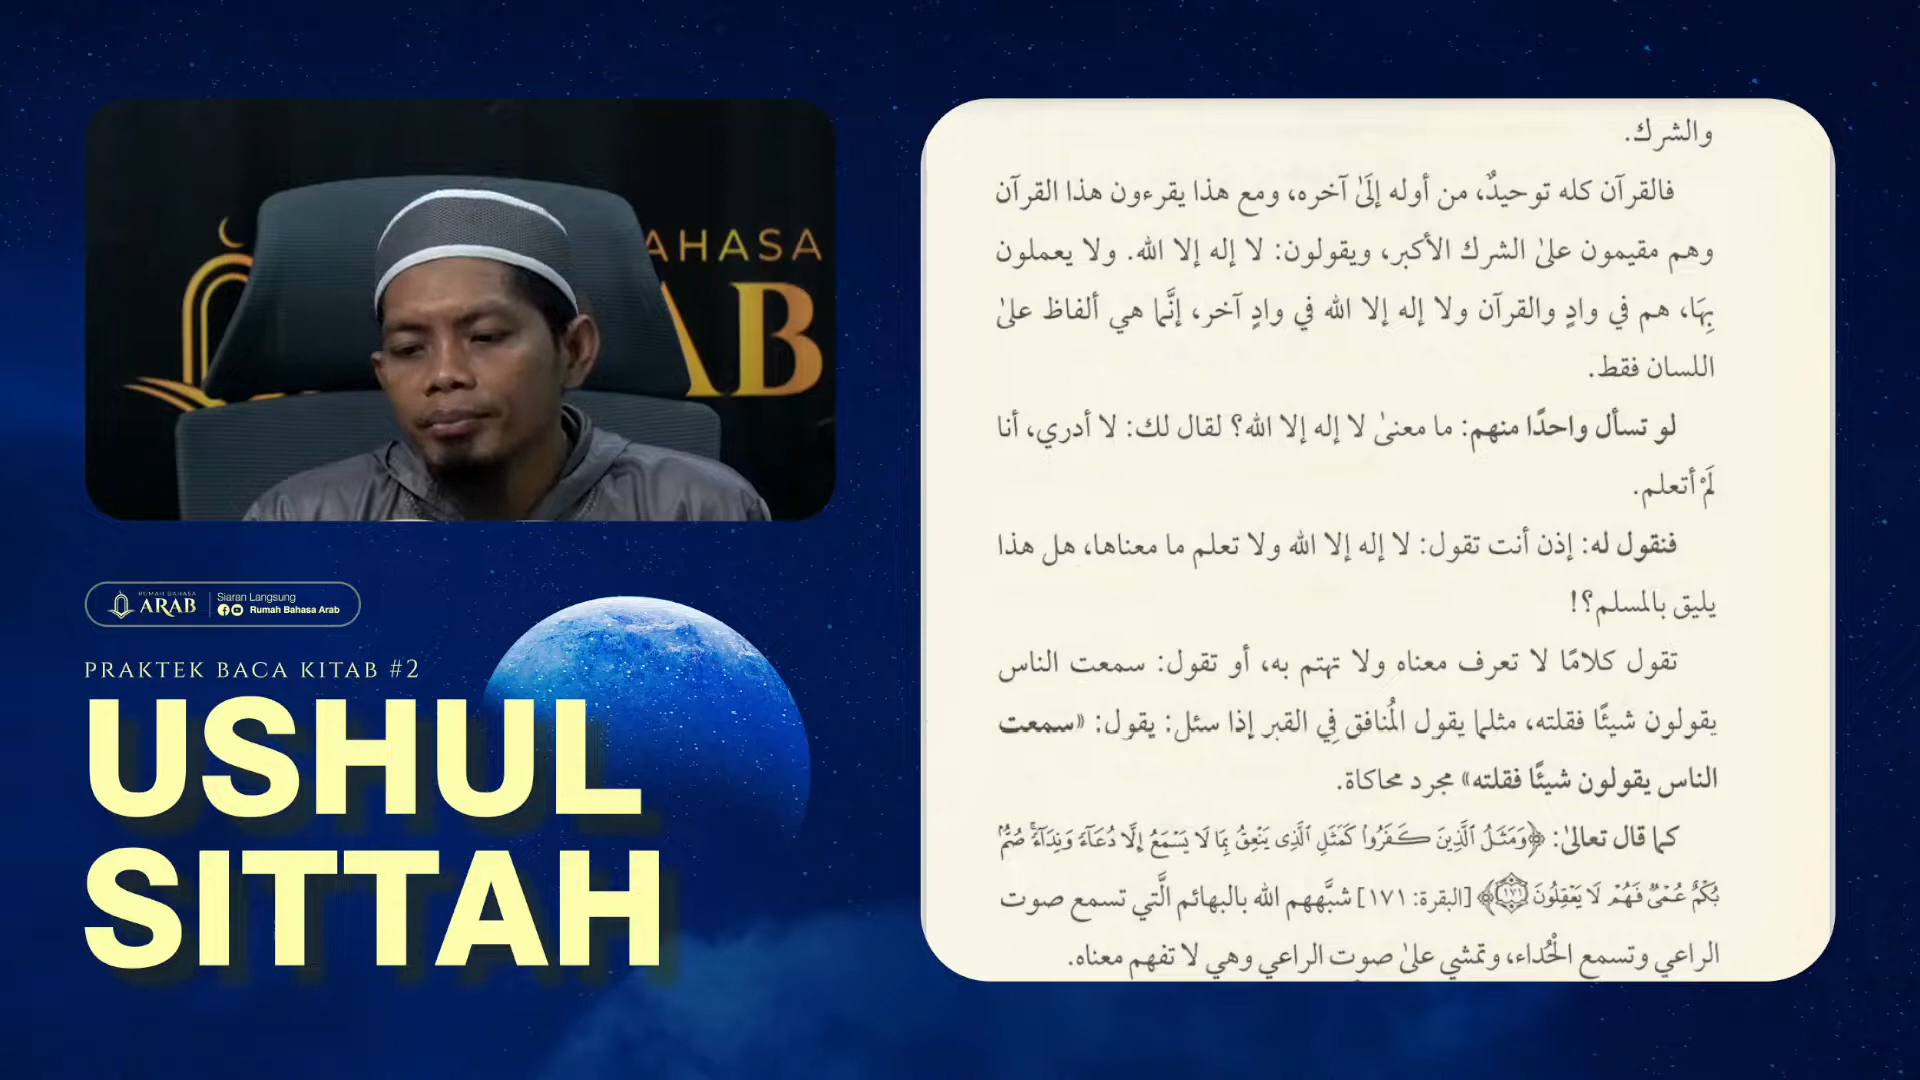 AHASA
AB
RUMAH BAHASA
ARAB
Siaran Langsung
Rumah Bahasa Arab
PRAKTEK BACA KITAB #2
USHUL
SITTAH
والشرك.
فالقرآن كله توحيدٌ، من أوله إلَىٰ آخره، ومع هذا يقرءون هذا القرآن
وهم مقيمون علىٰ الشرك الأكبر، ويقولون: لا إله إلا الله. ولا يعملون
بِهَا، هم في وادٍ والقرآن ولا إله إلا الله في وادٍ آخر، إنَّما هي ألفاظ علىٰ
اللسان فقط.
لو تسأل واحدًا منهم: ما معنىٰ لا إله إلا الله؟ لقال لك: لا أدري، أنا
لَمْ أتعلم.
فنقول له: إذن أنت تقول: لا إله إلا الله ولا تعلم ما معناها، هل هذا
يليق بالمسلم؟!
تقول كلامًا لا تعرف معناه ولا تهتم به، أو تقول: سمعت الناس
يقولون شيئًا فقلته، مثلما يقول المُنافق فِي القبر إذا سئل: يقول: «سمعت
الناس يقولون شيئًا فقلته» مجرد محاكاة.
كما قال تعالىٰ: ﴿وَمَثَلُ ٱلَّذِينَ كَفَرُواْ كَمَثَلِ ٱلَّذِى يَنْعِقُ بِمَا لَا يَسْمَعُ إِلَّا دُعَآءً وَنِدَآءً ۚ صُمٌّۢ
بُكْمٌ عُمْىٌ فَهُمْ لَا يَعْقِلُونَ ١٧١﴾ [البقرة: ١٧١] شبَّههم الله بالبهائم الَّتي تسمع صوت
الراعي وتسمع الْحُداء، وتمشي علىٰ صوت الراعي وهي لا تفهم معناه.